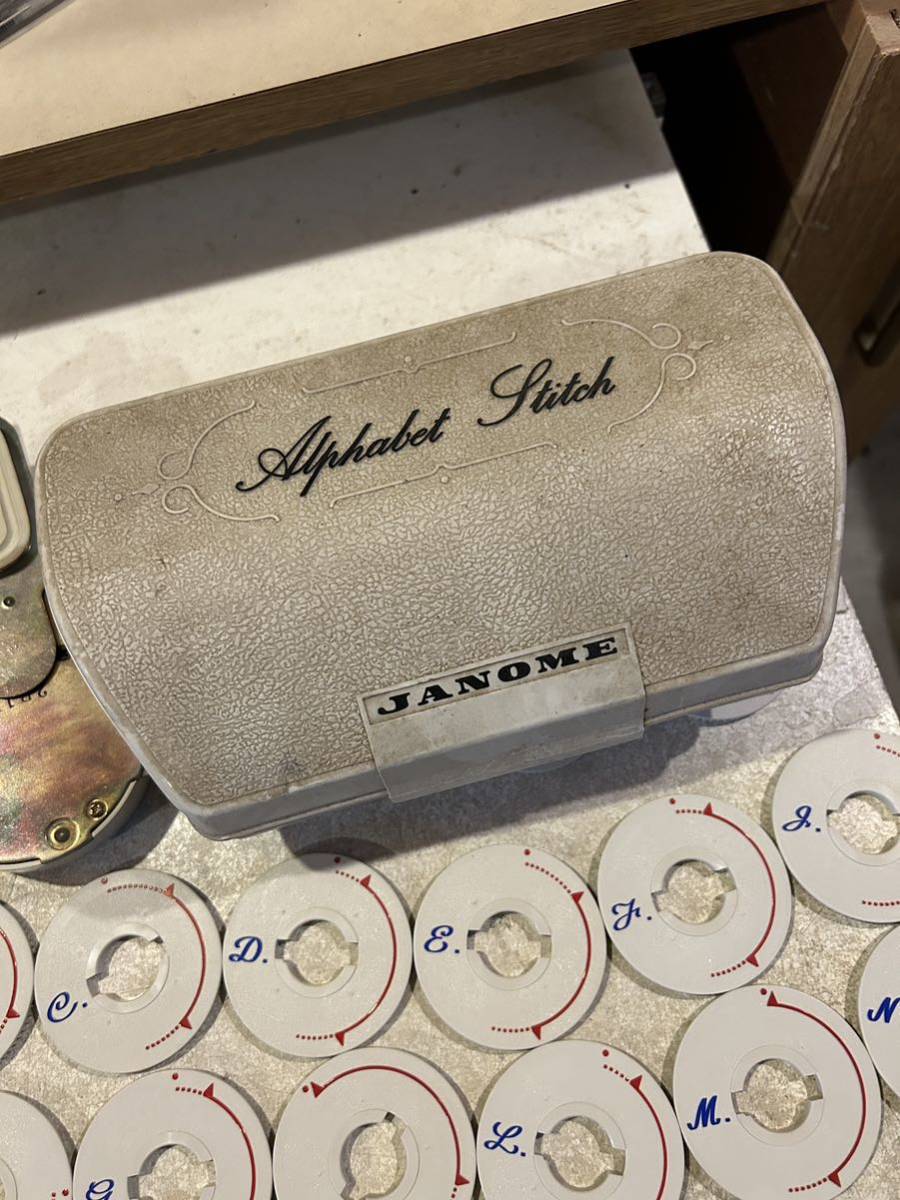 Alphabet Stitch
JANOME
C.
D.
E.
F.
J.
G
L.
M.
N